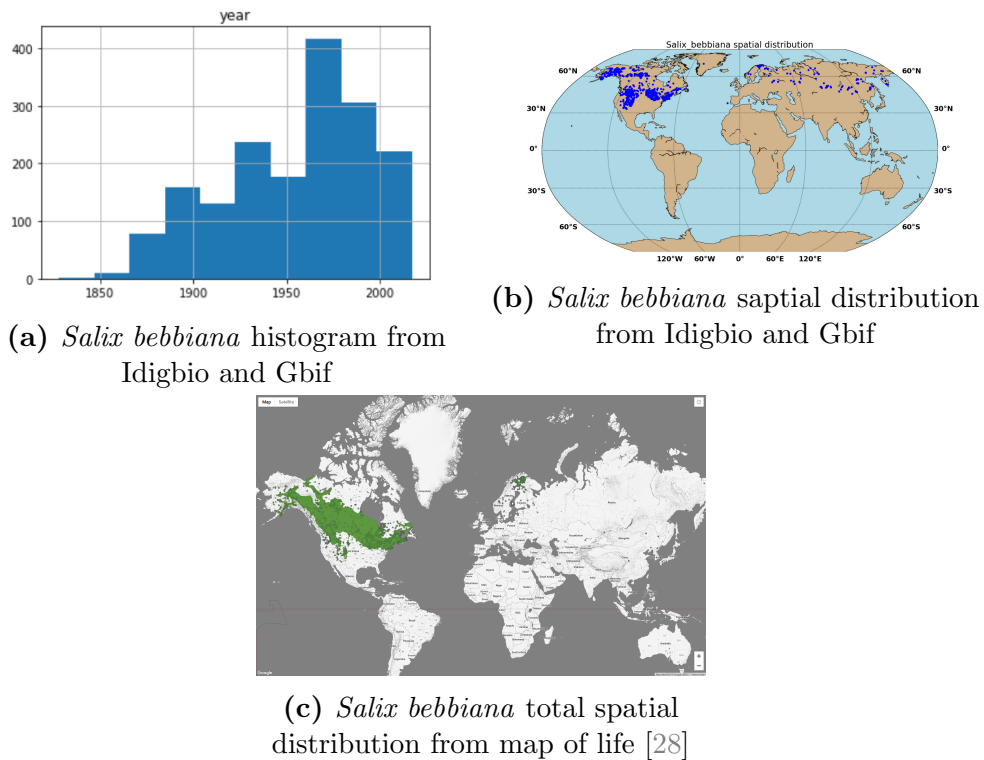 year
400
300
200
100
0
1850 1900 1950 2000
(a) Salix bebbiana histogram from
Idigbio and Gbif
Salix_bebbiana spatial distribution
60°N 60°N
30°N 30°N
0° 0°
30°S 30°S
60°S 60°S
120°W 60°W 0° 60°E 120°E
(b) Salix bebbiana saptial distribution
from Idigbio and Gbif
Map Satellite
Google
(c) Salix bebbiana total spatial
distribution from map of life [28]